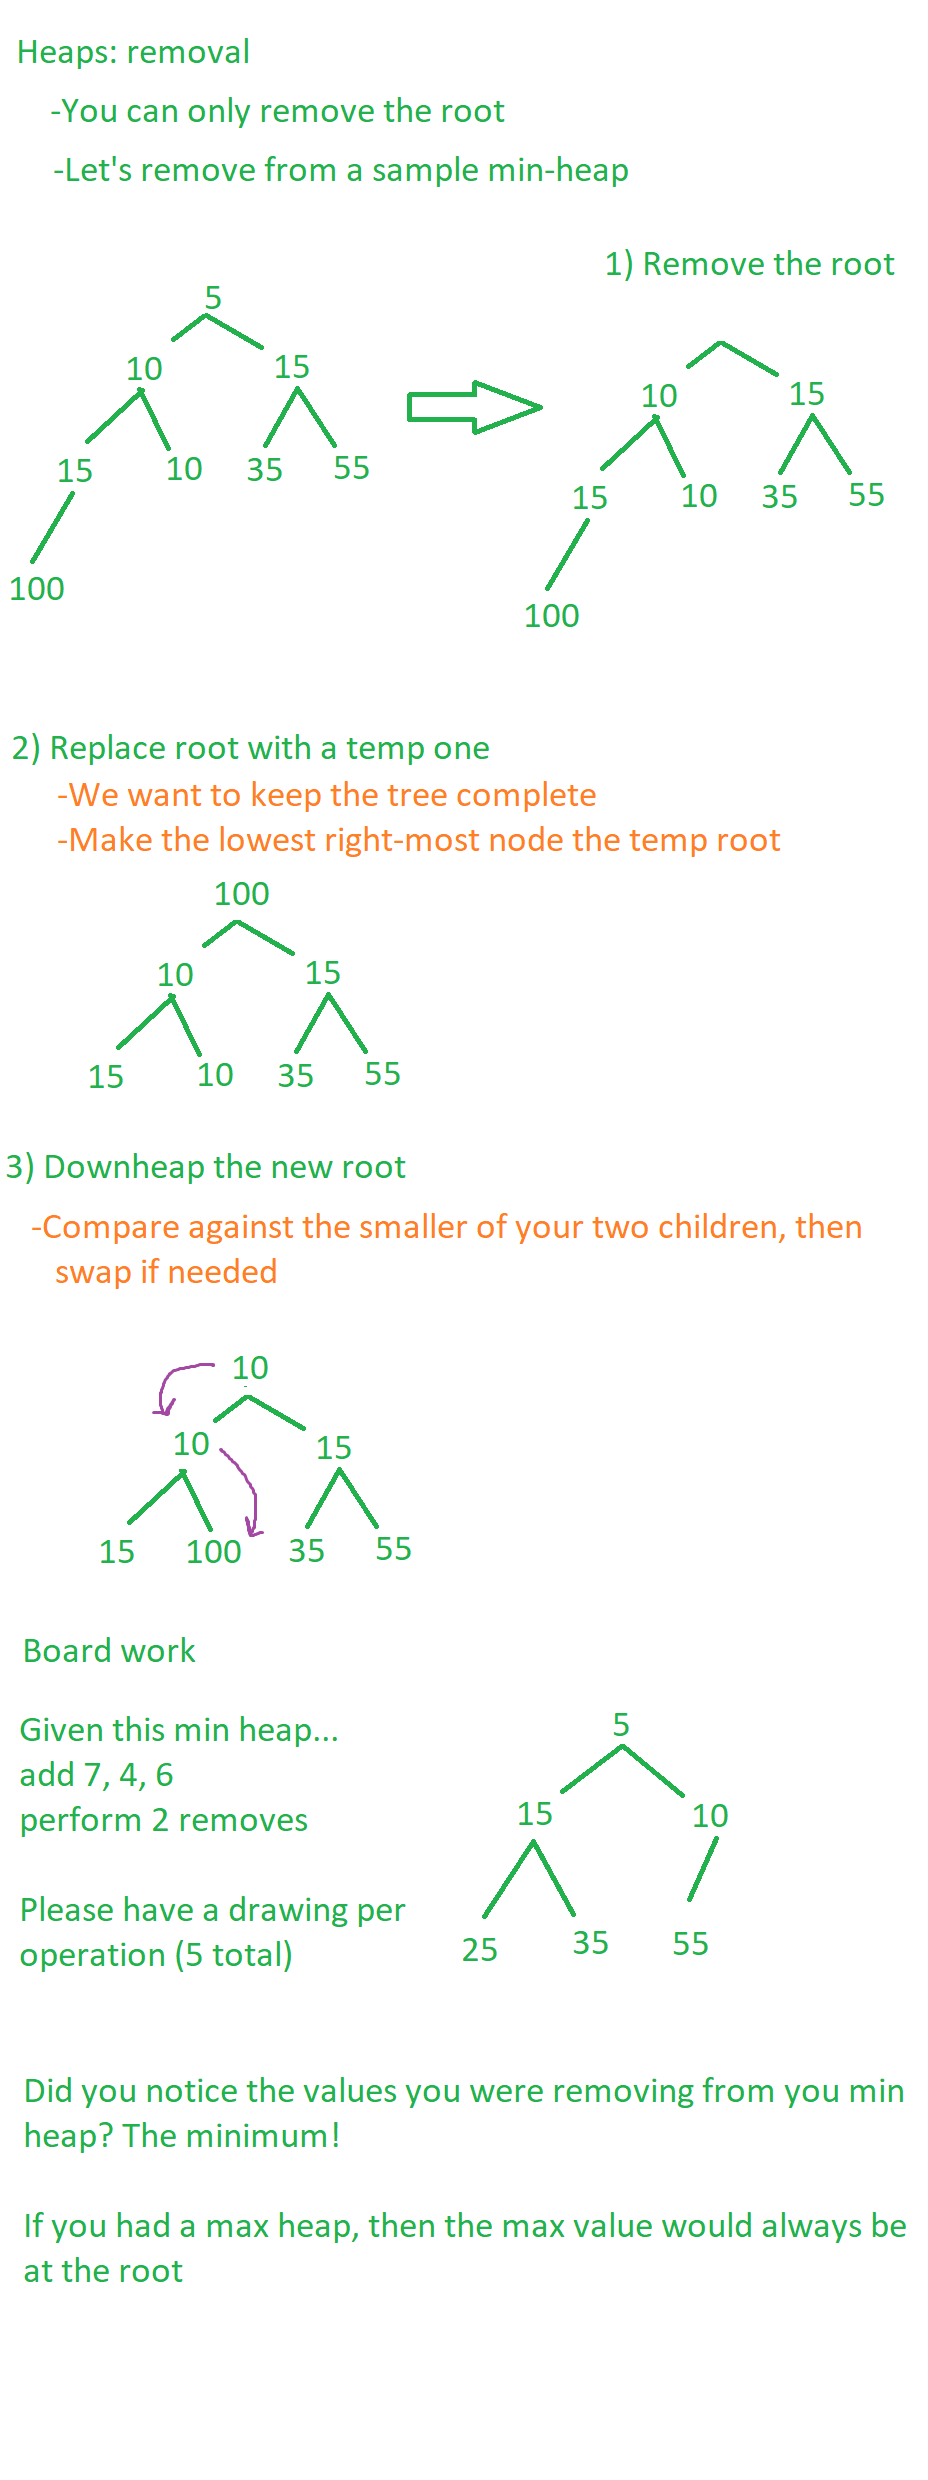 Heaps: removal
-You can only remove the root
-Let's remove from a sample min-heap
1) Remove the root
5
10 15
15 10 35 55
100
10 15
15 10 35 55
100
2) Replace root with a temp one
-We want to keep the tree complete
-Make the lowest right-most node the temp root
100
10 15
15 10 35 55
3) Downheap the new root
-Compare against the smaller of your two children, then
swap if needed
10
10 15
15 100 35 55
Board work
Given this min heap...
add 7, 4, 6
perform 2 removes
Please have a drawing per
operation (5 total)
5
15 10
25 35 55
Did you notice the values you were removing from you min
heap? The minimum!
If you had a max heap, then the max value would always be
at the root